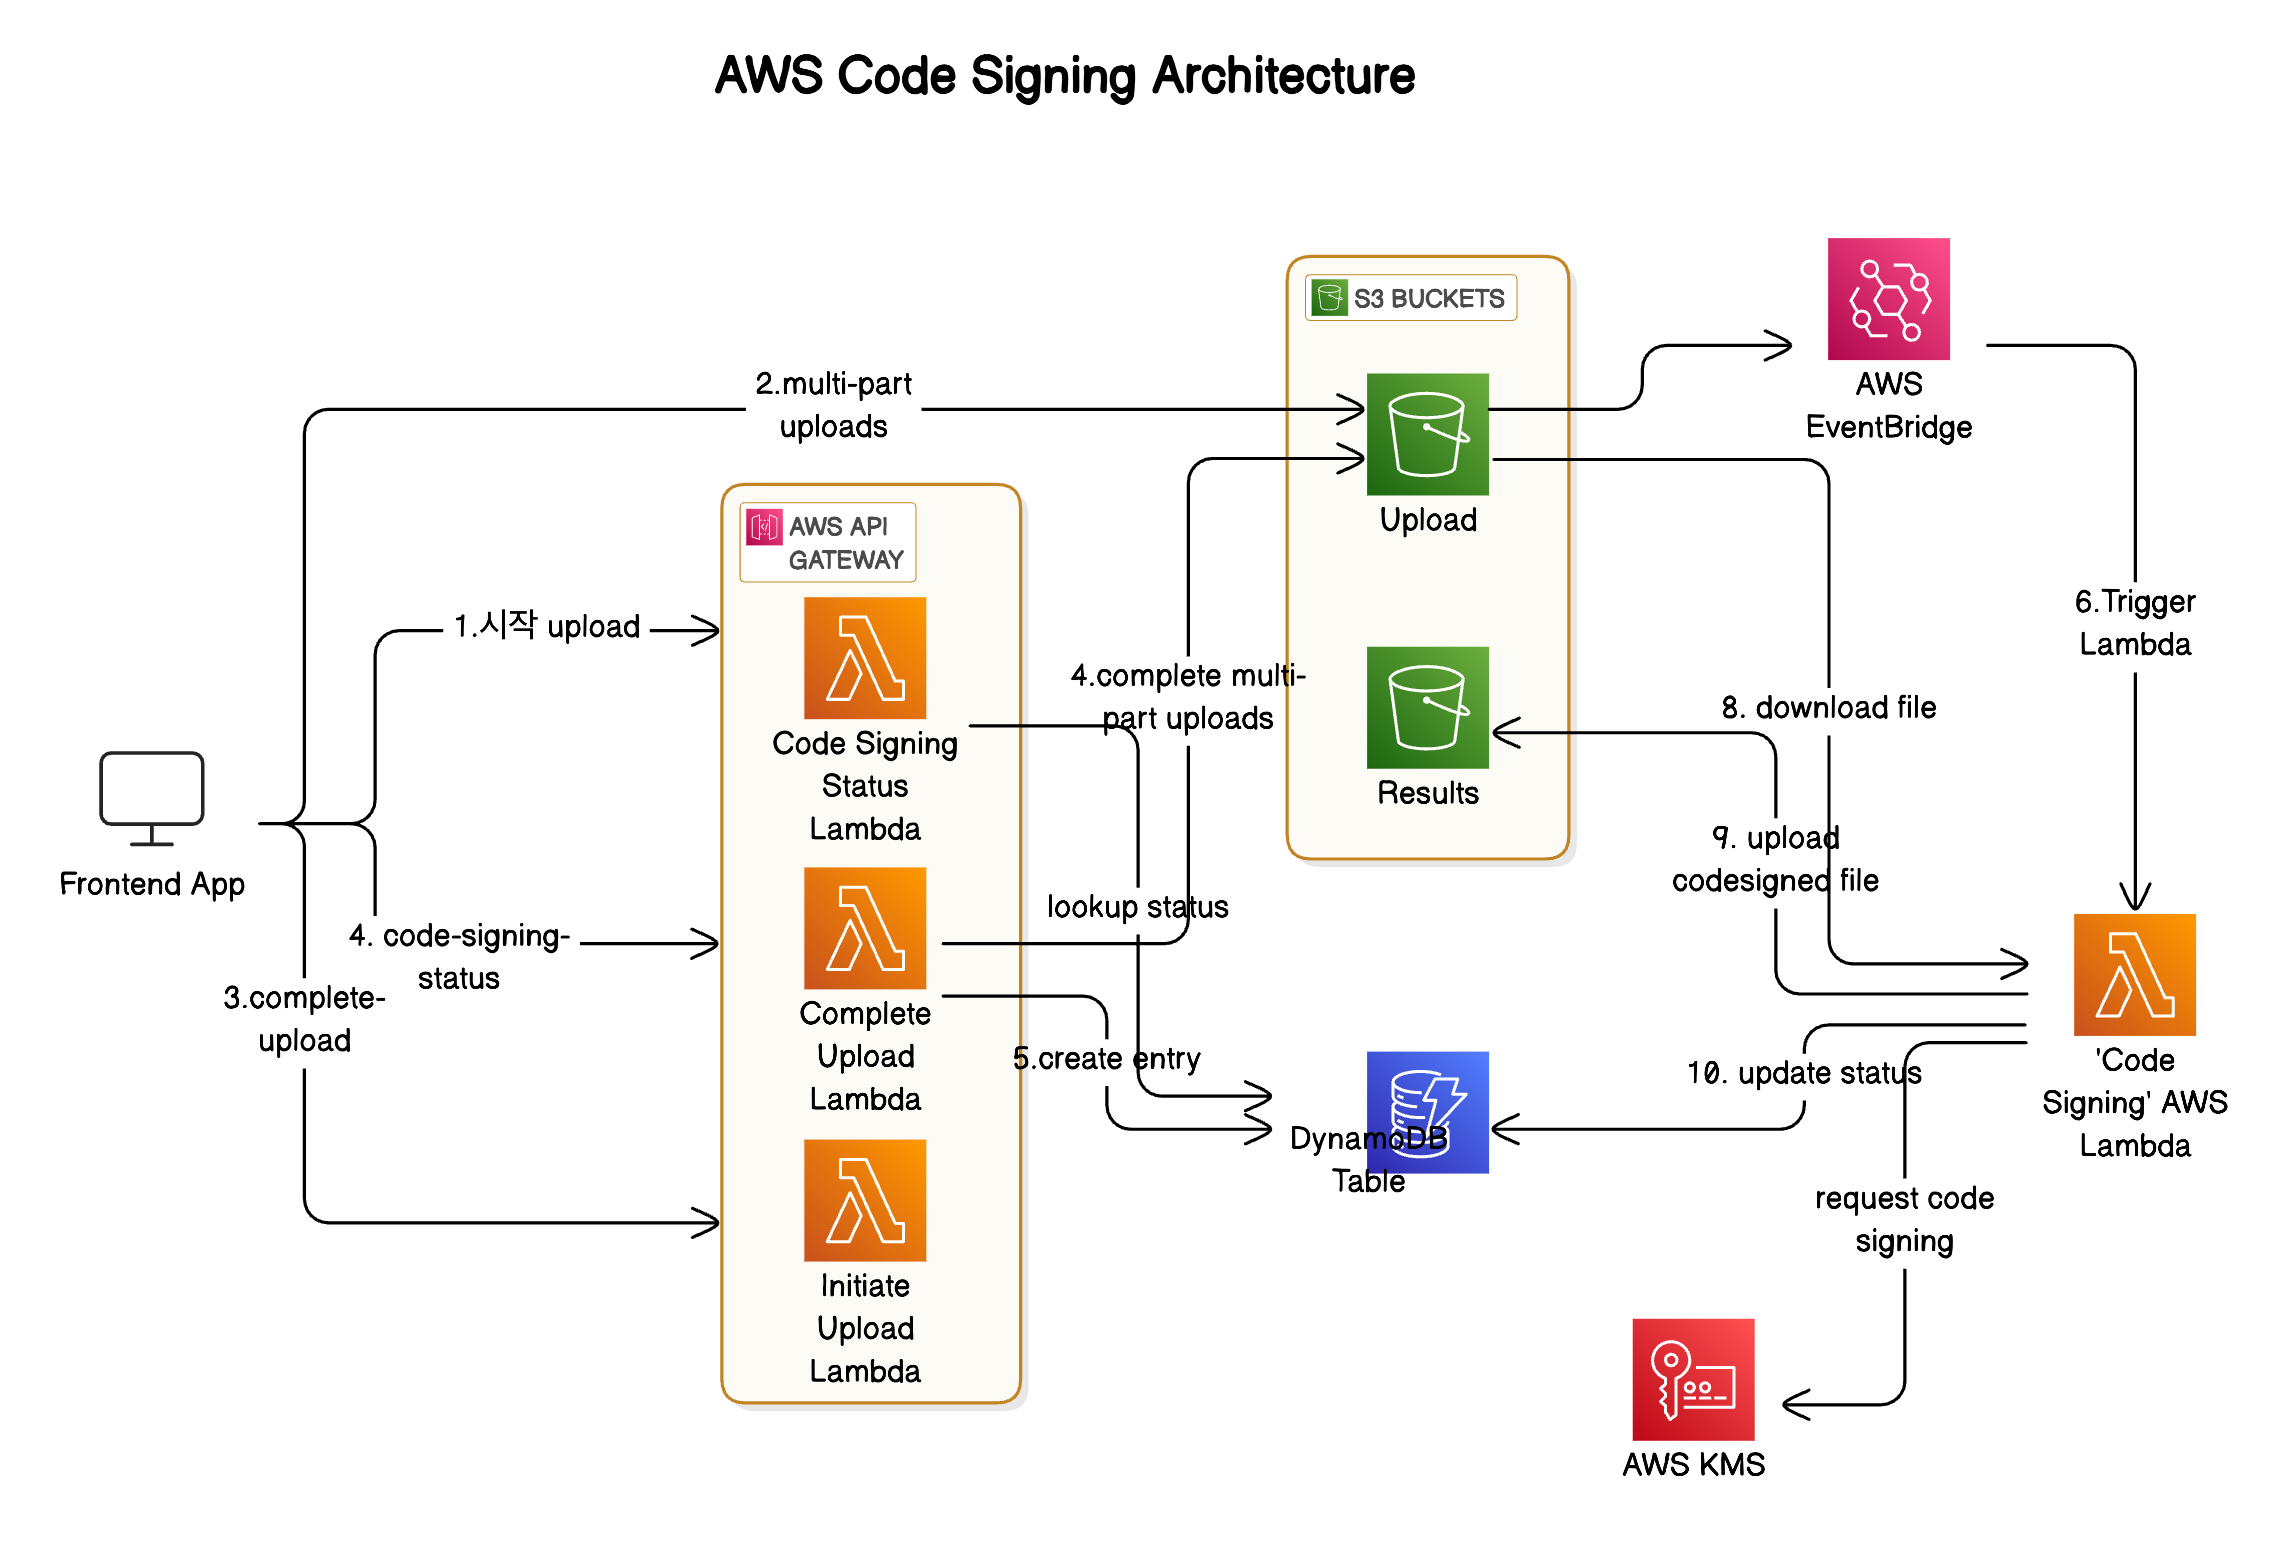 AWS Code Signing Architecture
S3 BUCKETS
AWS
EventBridge
2.multi-part
uploads
Upload
AWS API
GATEWAY
1.시작 upload
6.Trigger
Lambda
4.complete multi-
part uploads
8. download file
Code Signing
Status
Lambda
Results
9. upload
codesigned file
Frontend App
lookup status
4. code-signing-
status
3.complete-
upload
Complete
Upload
Lambda
5.create entry
10. update status
'Code
Signing' AWS
Lambda
DynamoDB
Table
request code
signing
Initiate
Upload
Lambda
AWS KMS